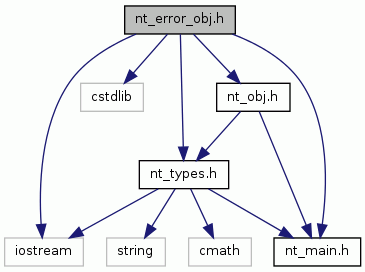 nt_error_obj.h
cstdlib
nt_obj.h
nt_types.h
iostream
string
cmath
nt_main.h